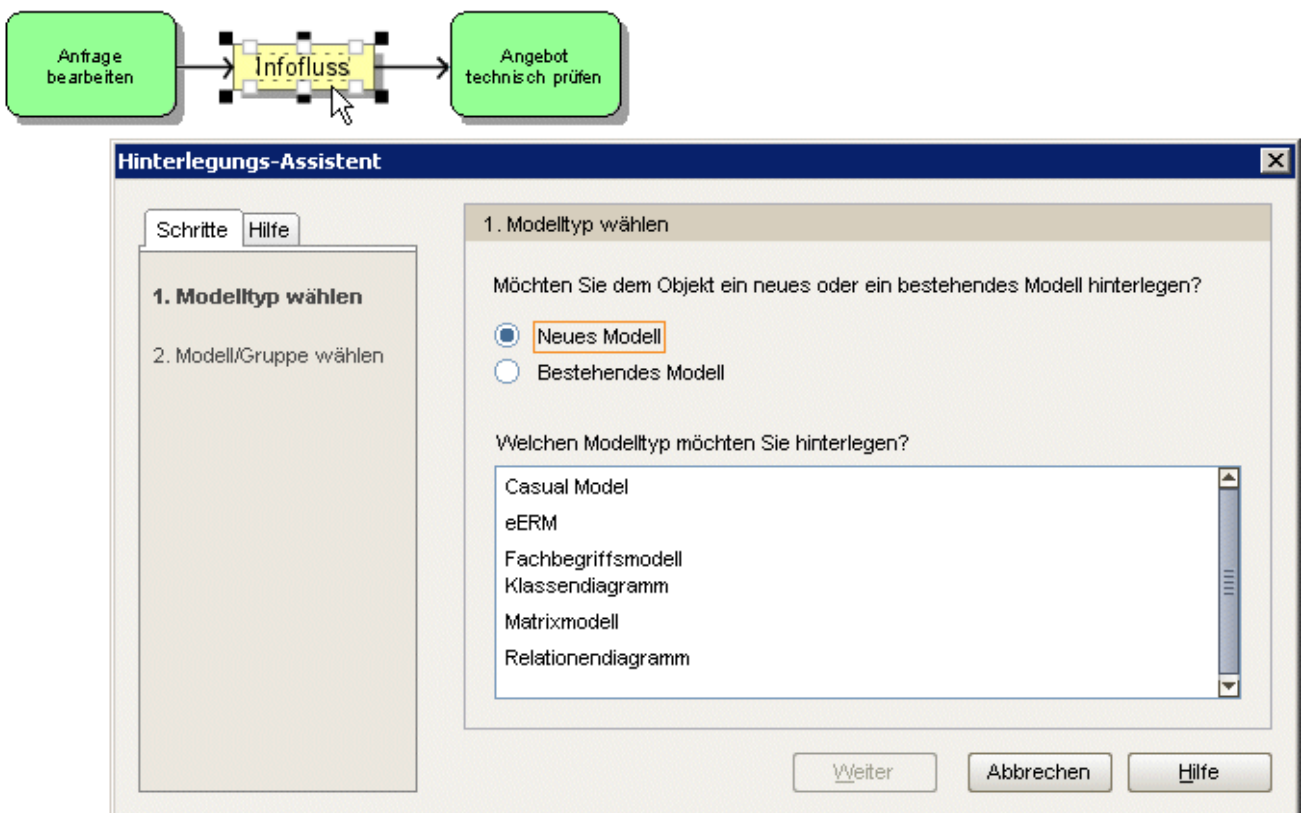 Anfrage
bearbeiten
Infofluss
Angebot
technisch prüfen
Hinterlegungs-Assistent
Schritte Hilfe
1. Modelltyp wählen
2. Modell/Gruppe wählen
1. Modelltyp wählen
Möchten Sie dem Objekt ein neues oder ein bestehendes Modell hinterlegen?
Neues Modell
Bestehendes Modell
Welchen Modelltyp möchten Sie hinterlegen?
Casual Model
eERM
Fachbegriffsmodell
Klassendiagramm
Matrixmodell
Relationendiagramm
Weiter Abbrechen Hilfe